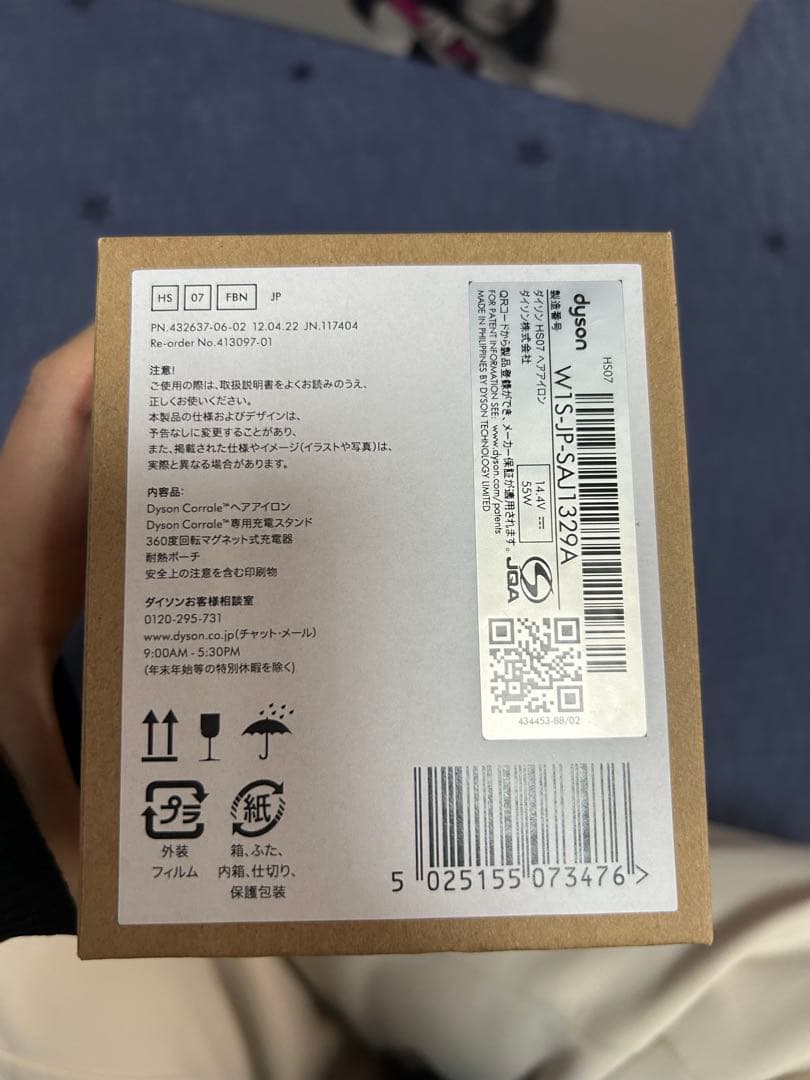 HS 07 FBN JP
PN.432637-06-02 12.04.22 JN.117404
Re-order No.413097-01
注意!
ご使用の際は、取扱説明書をよくお読みのうえ、
正しくお使いください。
本製品の仕様およびデザインは、
予告なしに変更することがあり、
また、掲載された仕様やイメージ(イラストや写真)は、
実際と異なる場合があります。
内容品:
Dyson Corrale™ヘアアイロン
Dyson Corrale™専用充電スタンド
360度回転マグネット式充電器
耐熱ポーチ
安全上の注意を含む印刷物
ダイソンお客様相談室
0120-295-731
www.dyson.co.jp(チャット・メール)
9:00AM - 5:30PM
(年末年始等の特別休暇を除く)
プラ
外装
フィルム
紙
箱、ふた、
内箱、仕切り、
保護包装
HS07
dyson
製造番号 W1S-JP-SAJ1329A
ダイソン HS07 ヘアアイロン
ダイソン株式会社
14.4V ⎓
55W
JQA
QRコードから製品登録ができ、メーカー保証が適用されます。
FOR PATENT INFORMATION SEE: www.dyson.com/patents
MADE IN PHILIPPINES BY DYSON TECHNOLOGY LIMITED
434453-88/02
5 025155 073476 >